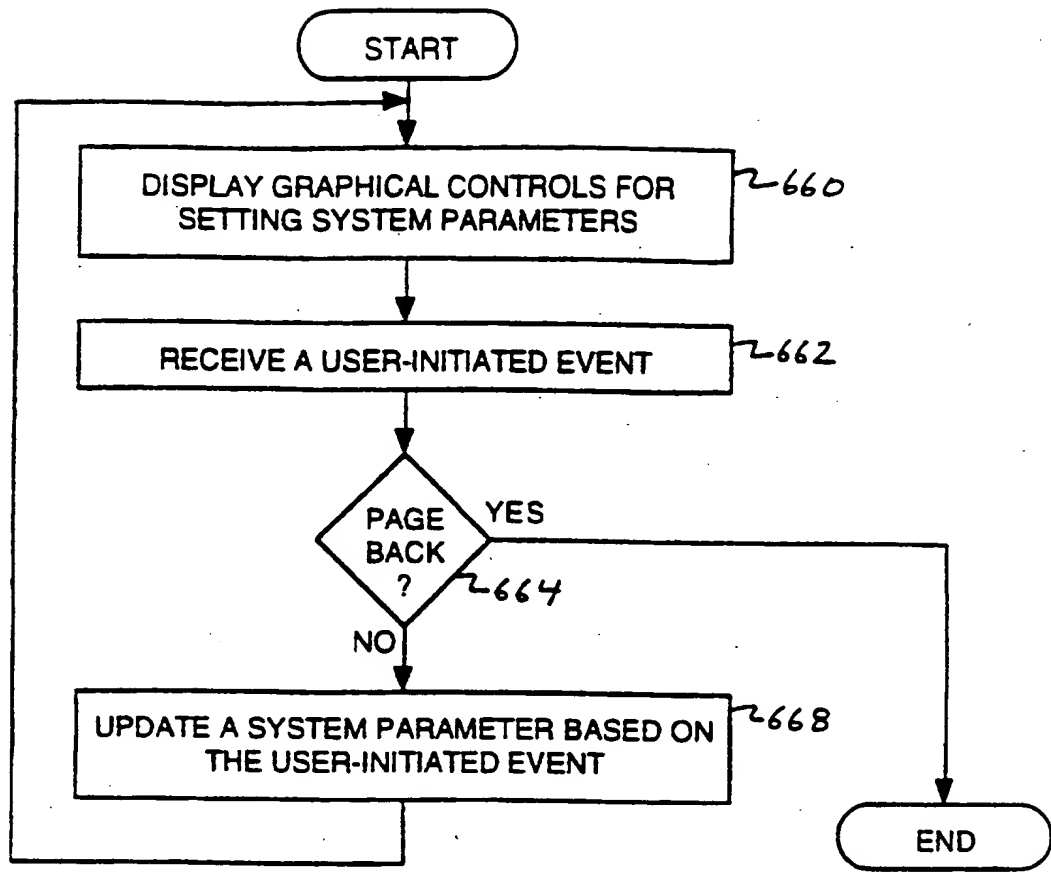 START
DISPLAY GRAPHICAL CONTROLS FOR
SETTING SYSTEM PARAMETERS
660
RECEIVE A USER-INITIATED EVENT
662
PAGE
BACK
?
YES
664
NO
UPDATE A SYSTEM PARAMETER BASED ON
THE USER-INITIATED EVENT
668
END